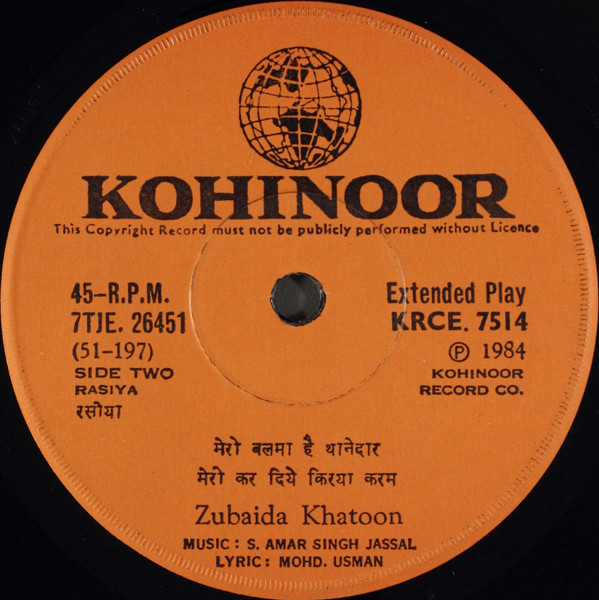 KOHINOOR
This Copyright Record must not be publicly performed without Licence
45-R.P.M.
7TJE. 26451
(51-197)
SIDE TWO
RASIYA
रसीया
Extended Play
KRCE. 7514
Ⓟ 1984
KOHINOOR
RECORD CO.
मेरो बलमा है थानेदार
मेरो कर दिये किरया करम
Zubaida Khatoon
MUSIC : S. AMAR SINGH JASSAL
LYRIC : MOHD. USMAN